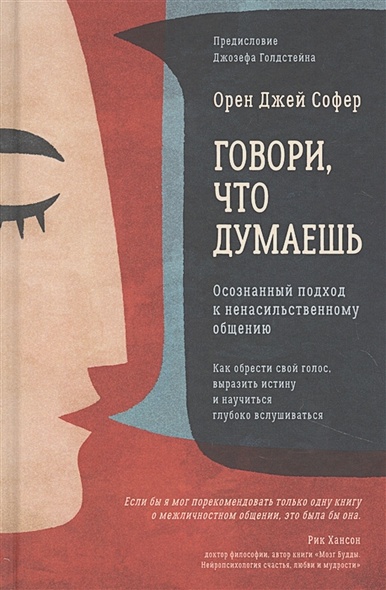 Предисловие
Джозефа Голдстейна
Орен Джей Софер
ГОВОРИ,
ЧТО
ДУМАЕШЬ
Осознанный подход
к ненасильственному
общению
Как обрести свой голос,
выразить истину
и научиться
глубоко вслушиваться
Если бы я мог порекомендовать только одну книгу
о межличностном общении, это была бы она.
Рик Хансон
доктор философии, автор книги «Мозг Будды.
Нейропсихология счастья, любви и мудрости»